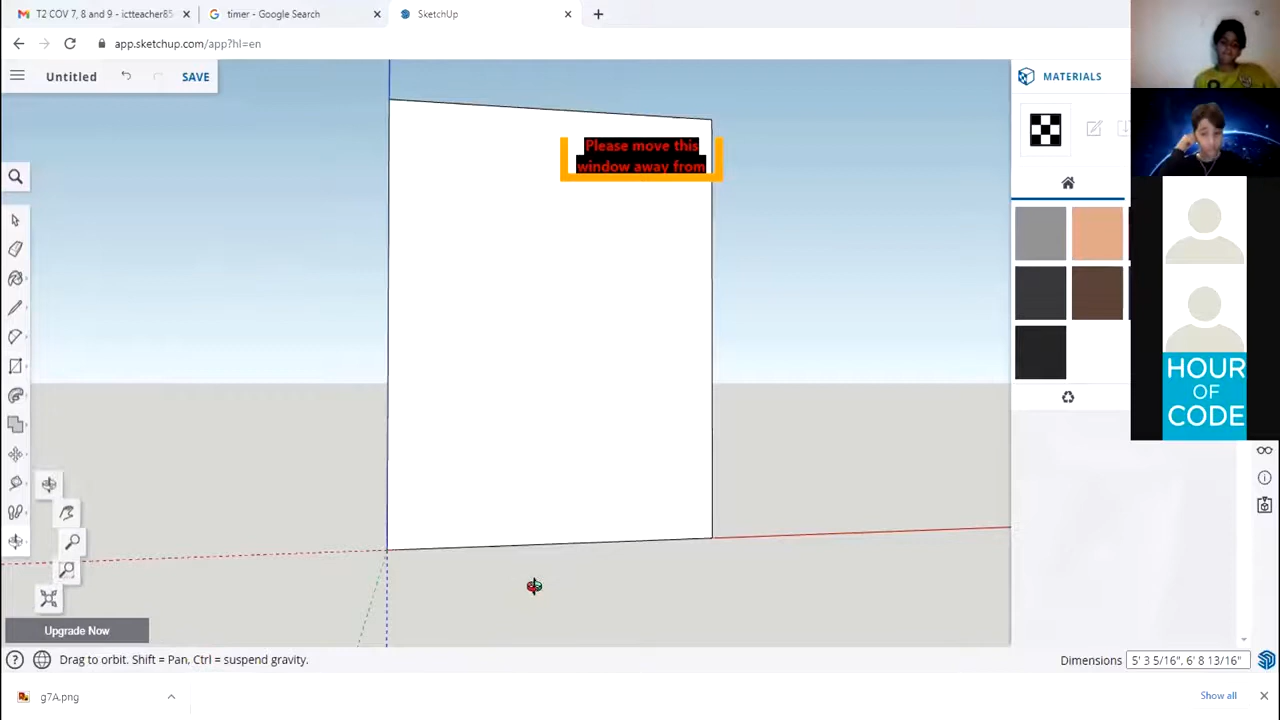 T2 COV 7, 8 and 9 - ictteacher85
timer - Google Search
SketchUp
app.sketchup.com/app?hl=en
Untitled
SAVE
MATERIALS
Please move this
window away from
HOUR
OF
CODE
Upgrade Now
Drag to orbit. Shift = Pan, Ctrl = suspend gravity.
Dimensions
5' 3 5/16", 6' 8 13/16"
g7A.png
Show all